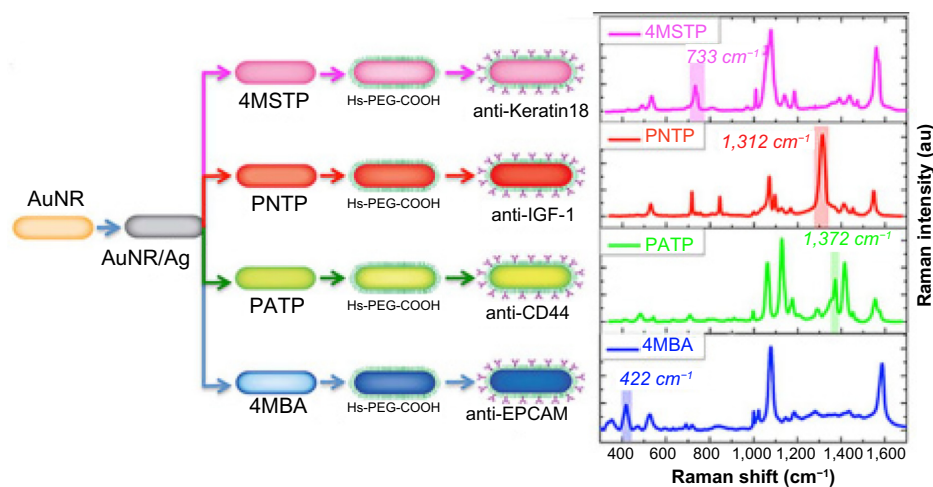 AuNR
AuNR/Ag
4MSTP
Hs-PEG-COOH
anti-Keratin18
PNTP
Hs-PEG-COOH
anti-IGF-1
PATP
Hs-PEG-COOH
anti-CD44
4MBA
Hs-PEG-COOH
anti-EPCAM
4MSTP
733 cm⁻¹
PNTP
1,312 cm⁻¹
PATP
1,372 cm⁻¹
4MBA
422 cm⁻¹
400 600 800 1,000 1,200 1,400 1,600
Raman shift (cm⁻¹)
Raman intensity (au)